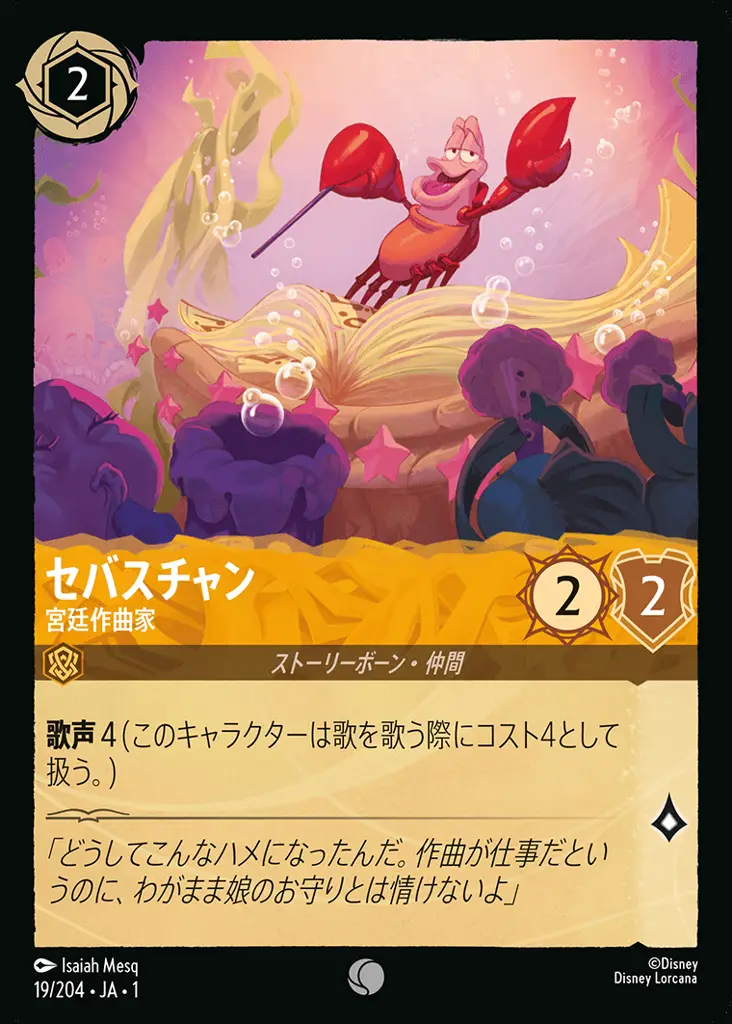 2
セバスチャン
宮廷作曲家
2
2
ストーリーボーン・仲間
歌声 4 (このキャラクターは歌を歌う際にコスト4として
扱う。)
「どうしてこんなハメになったんだ。作曲が仕事だとい
うのに、わがまま娘のお守りとは情けないよ」
Isaiah Mesq
©Disney
19/204 • JA • 1
Disney Lorcana